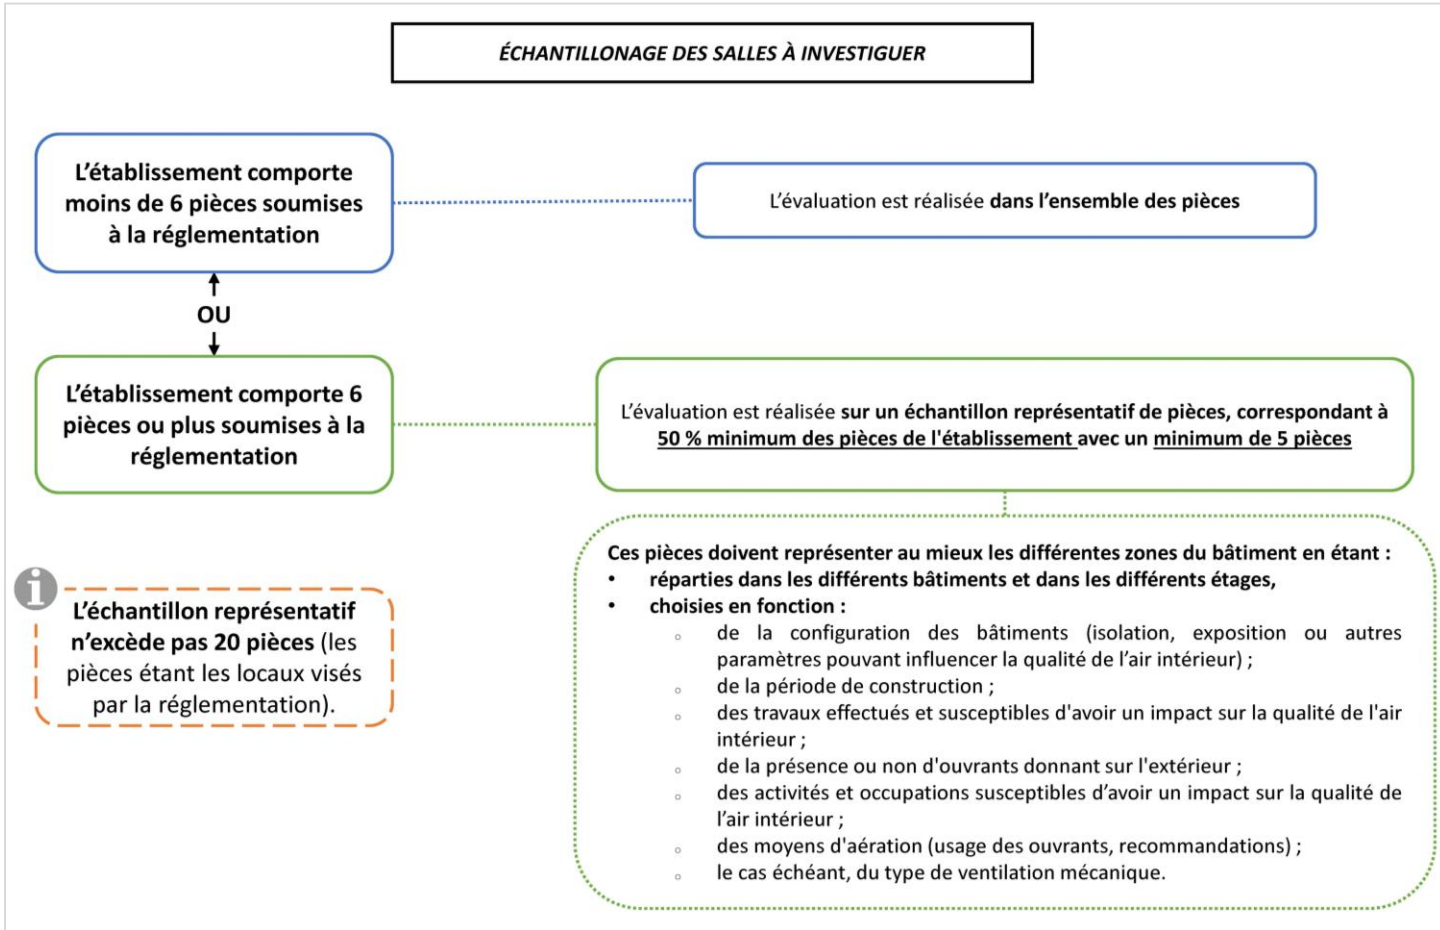 ÉCHANTILLONAGE DES SALLES À INVESTIGUER
L’établissement comporte
moins de 6 pièces soumises
à la réglementation
L’évaluation est réalisée dans l’ensemble des pièces
OU
L’établissement comporte 6
pièces ou plus soumises à la
réglementation
L’évaluation est réalisée sur un échantillon représentatif de pièces, correspondant à
50 % minimum des pièces de l'établissement avec un minimum de 5 pièces
i
L’échantillon représentatif
n’excède pas 20 pièces (les
pièces étant les locaux visés
par la réglementation).
Ces pièces doivent représenter au mieux les différentes zones du bâtiment en étant :
• réparties dans les différents bâtiments et dans les différents étages,
• choisies en fonction :
o de la configuration des bâtiments (isolation, exposition ou autres
paramètres pouvant influencer la qualité de l’air intérieur) ;
o de la période de construction ;
o des travaux effectués et susceptibles d'avoir un impact sur la qualité de l'air
intérieur ;
o de la présence ou non d'ouvrants donnant sur l'extérieur ;
o des activités et occupations susceptibles d’avoir un impact sur la qualité de
l’air intérieur ;
o des moyens d'aération (usage des ouvrants, recommandations) ;
o le cas échéant, du type de ventilation mécanique.